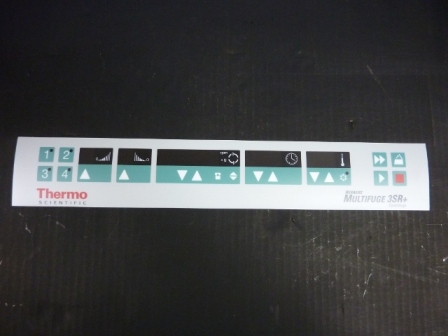 1
2
3
4
Thermo
SCIENTIFIC
MULTIFUGE 3SR+